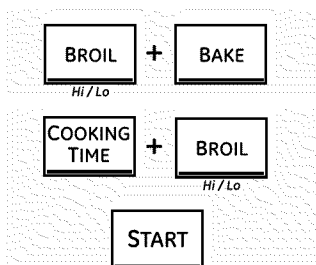 BROIL + BAKE
Hi / Lo
COOKING TIME + BROIL
Hi / Lo
START